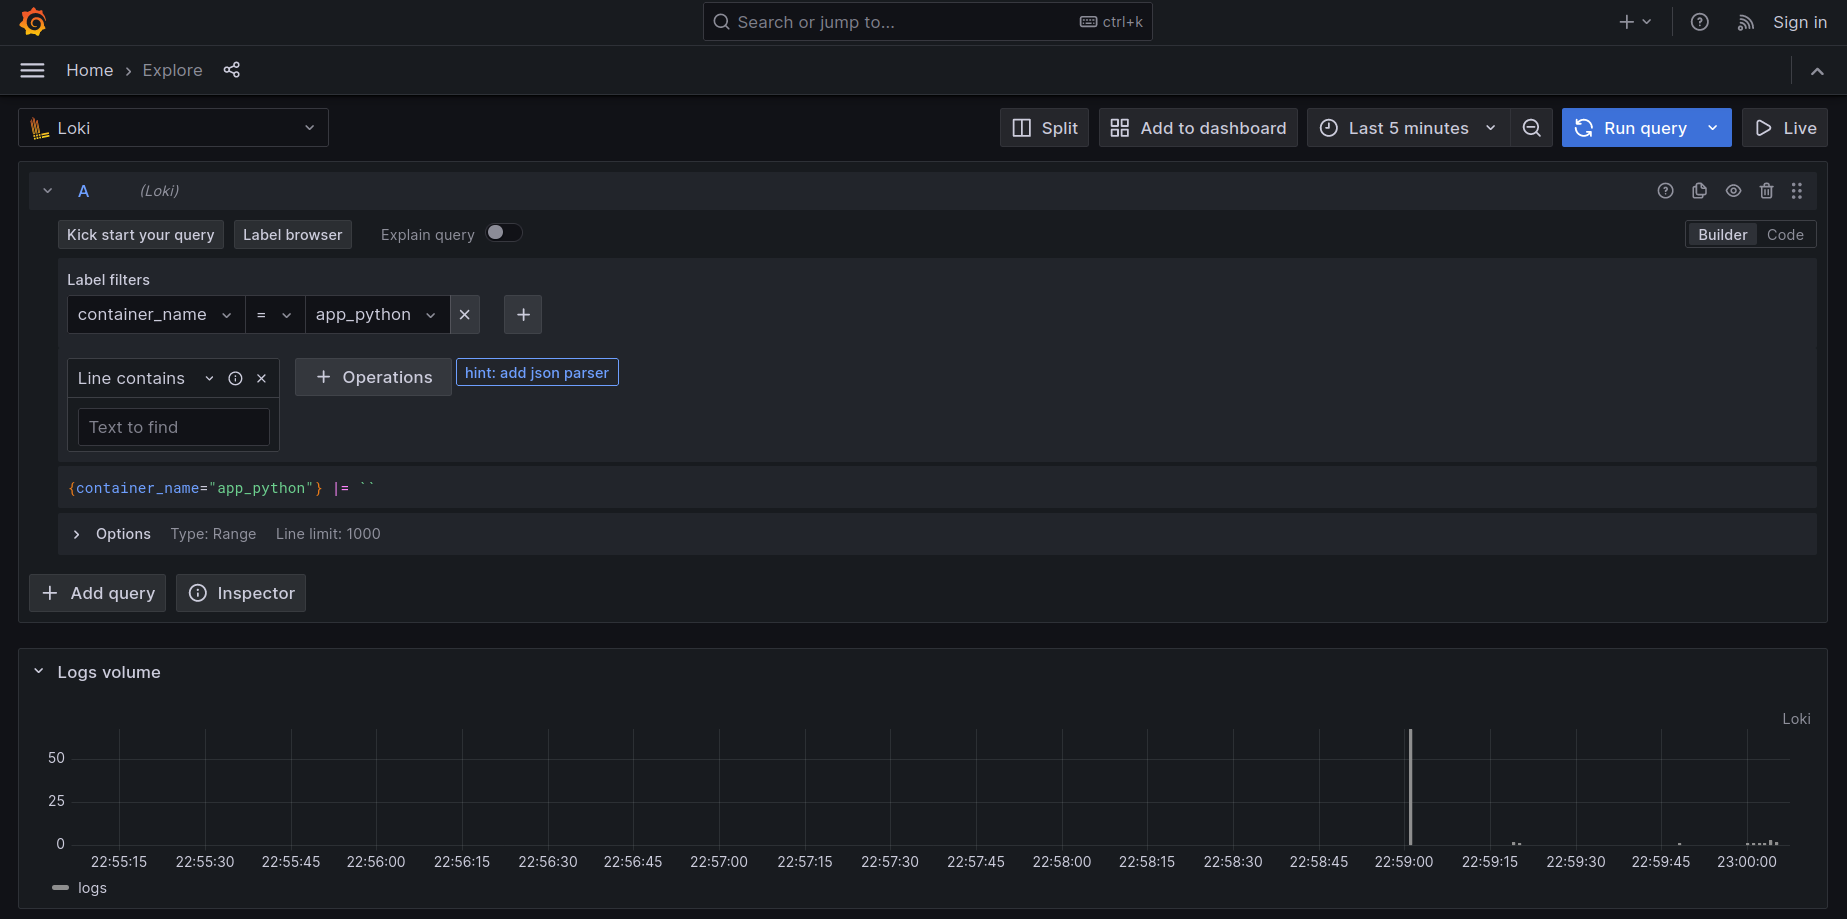 Search or jump to... ctrl+k Sign in
Home › Explore
Loki Split Add to dashboard Last 5 minutes Run query Live
A (Loki)
Kick start your query Label browser Explain query Builder Code
Label filters
container_name = app_python
Line contains + Operations hint: add json parser
Text to find
{container_name="app_python"} |= ``
Options Type: Range Line limit: 1000
+ Add query Inspector
Logs volume
Loki
50
25
0
22:55:15 22:55:30 22:55:45 22:56:00 22:56:15 22:56:30 22:56:45 22:57:00 22:57:15 22:57:30 22:57:45 22:58:00 22:58:15 22:58:30 22:58:45 22:59:00 22:59:15 22:59:30 22:59:45 23:00:00
logs